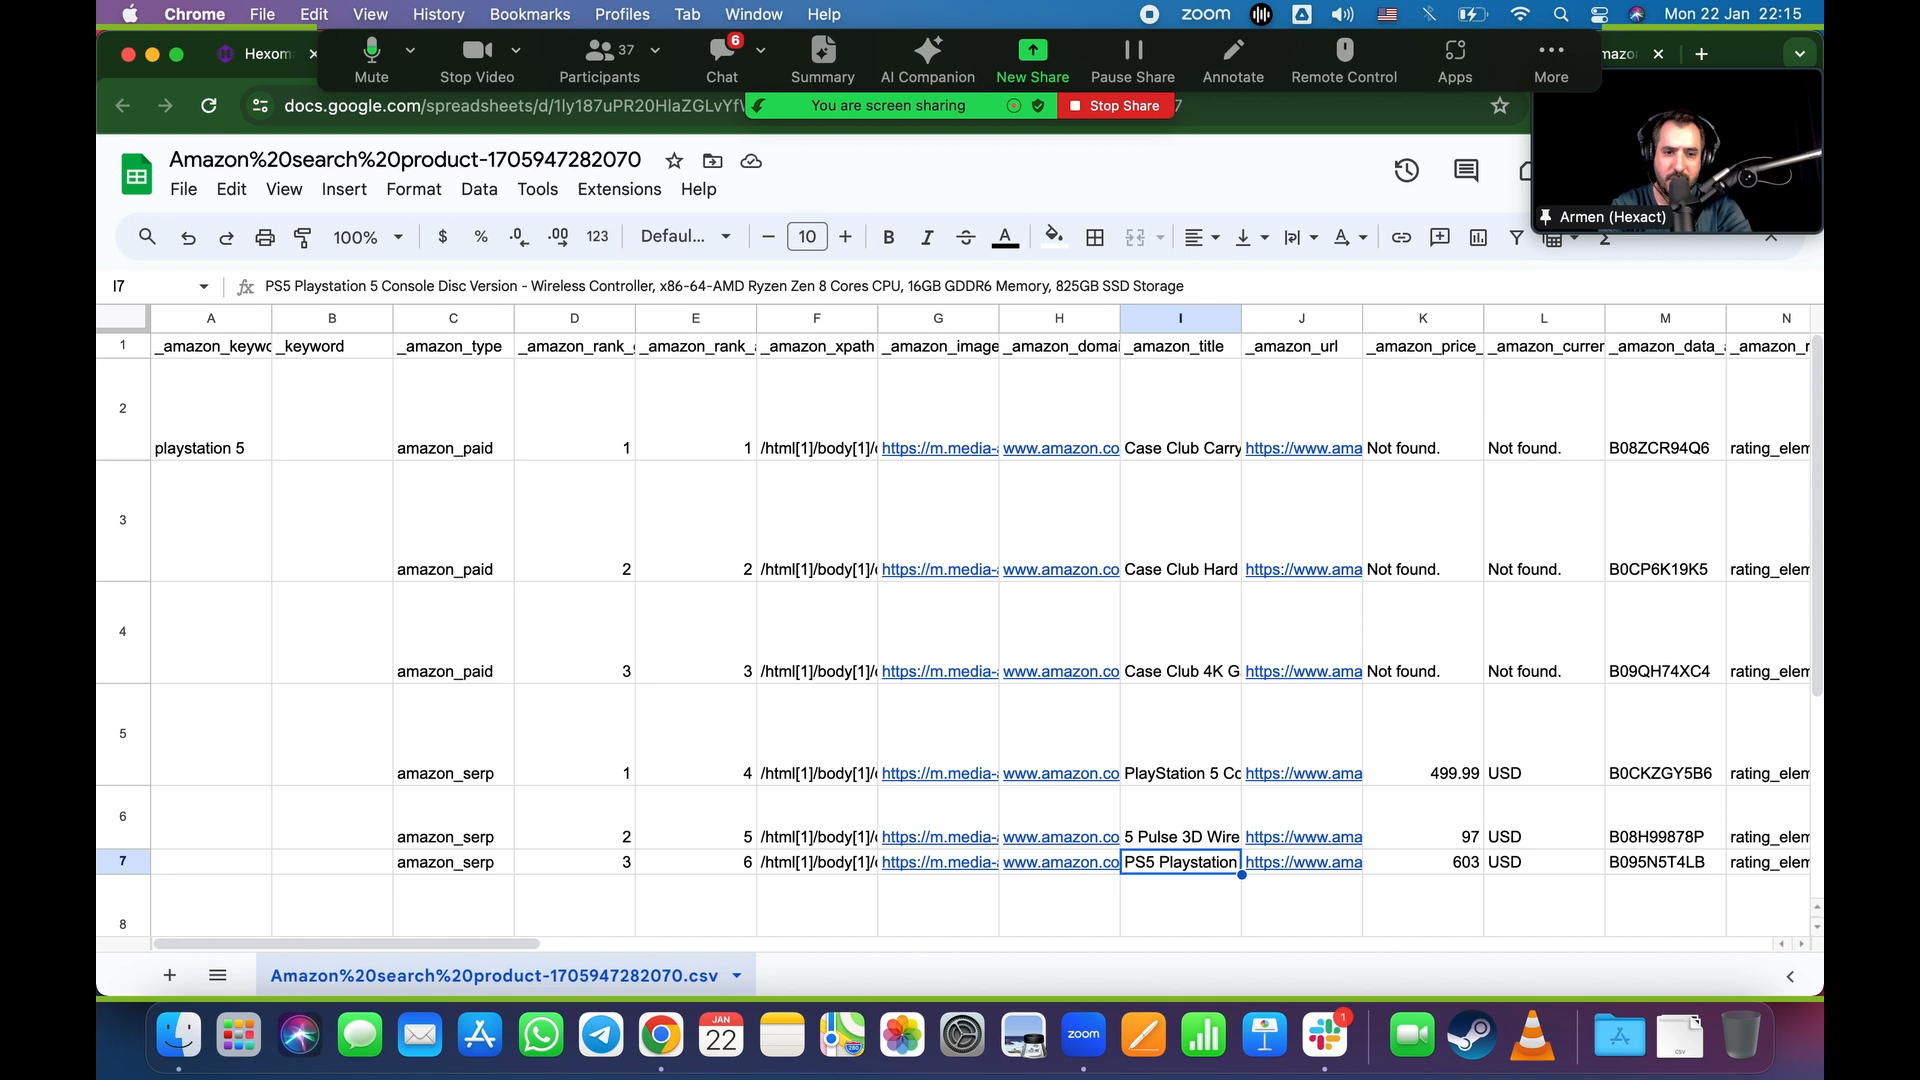 Chrome File Edit View History Bookmarks Profiles Tab Window Help zoom Mon 22 Jan 22:15
Hexom
Mute Stop Video 37 Participants 6 Chat Summary AI Companion New Share Pause Share Annotate Remote Control Apps More
docs.google.com/spreadsheets/d/1ly187uPR20HlaZGLvYf
You are screen sharing Stop Share
Amazon%20search%20product-1705947282070
File Edit View Insert Format Data Tools Extensions Help
Armen (Hexact)
100% $ % .0 .00 123 Defaul... 10 B I A
I7 fx PS5 Playstation 5 Console Disc Version - Wireless Controller, x86-64-AMD Ryzen Zen 8 Cores CPU, 16GB GDDR6 Memory, 825GB SSD Storage
A B C D E F G H I J K L M N
1 _amazon_keywo _keyword _amazon_type _amazon_rank_ _amazon_rank_ _amazon_xpath _amazon_image _amazon_domai _amazon_title _amazon_url _amazon_price_ _amazon_curren _amazon_data_ _amazon_r
2 playstation 5 amazon_paid 1 1 /html[1]/body[1]/ https://m.media- www.amazon.co Case Club Carry https://www.ama Not found. Not found. B08ZCR94Q6 rating_elem
3 amazon_paid 2 2 /html[1]/body[1]/ https://m.media- www.amazon.co Case Club Hard https://www.ama Not found. Not found. B0CP6K19K5 rating_elem
4 amazon_paid 3 3 /html[1]/body[1]/ https://m.media- www.amazon.co Case Club 4K G https://www.ama Not found. Not found. B09QH74XC4 rating_elem
5 amazon_serp 1 4 /html[1]/body[1]/ https://m.media- www.amazon.co PlayStation 5 Co https://www.ama 499.99 USD B0CKZGY5B6 rating_elem
6 amazon_serp 2 5 /html[1]/body[1]/ https://m.media- www.amazon.co 5 Pulse 3D Wire https://www.ama 97 USD B08H99878P rating_elem
7 amazon_serp 3 6 /html[1]/body[1]/ https://m.media- www.amazon.co PS5 Playstation https://www.ama 603 USD B095N5T4LB rating_elem
8
Amazon%20search%20product-1705947282070.csv
JAN 22 zoom 1 CSV